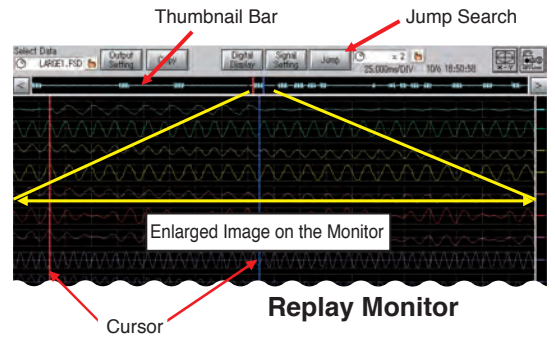 Thumbnail Bar
Jump Search
Select Data
LARGE1.FSD
Output Setting
Copy
Digital Display
Signal Setting
Jump
x 2
25.000ms/DIV
10/6 18:50:58
X-Y
<
>
Enlarged Image on the Monitor
Replay Monitor
Cursor